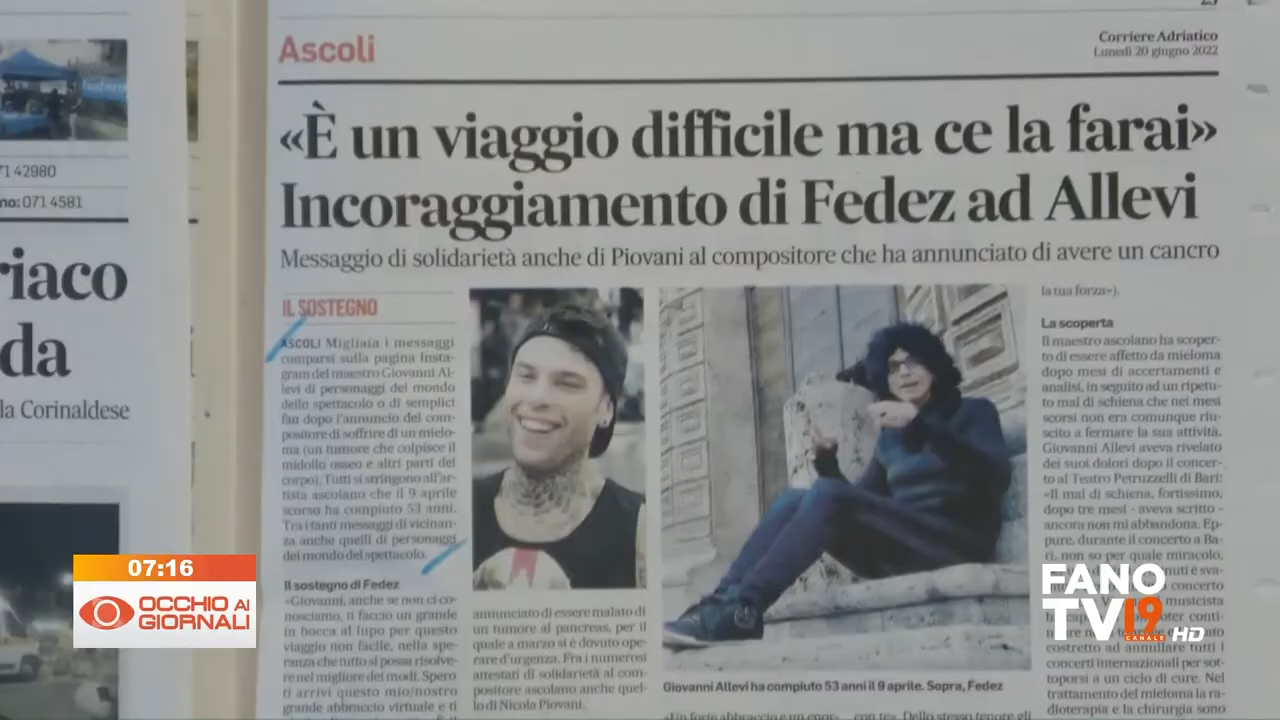 71 42980
no: 071 4581
riaco
da
la Corinaldese
Ascoli
Corriere Adriatico
Lunedì 20 giugno 2022
«È un viaggio difficile ma ce la farai»
Incoraggiamento di Fedez ad Allevi
Messaggio di solidarietà anche di Piovani al compositore che ha annunciato di avere un cancro
IL SOSTEGNO
ASCOLI Migliaia i messaggi
comparsi sulla pagina Insta-
gram del maestro Giovanni Al-
levi di personaggi del mondo
dello spettacolo o di semplici
fan dopo l'annuncio del com-
positore di soffrire di un mielo-
ma (un tumore che colpisce il
midollo osseo e altri parti del
corpo). Tutti si stringono all'ar-
tista ascolano che il 9 aprile
scorso ha compiuto 53 anni.
Tra i tanti messaggi di vicinan-
za anche quelli di personaggi
del mondo del spettacolo.
Il sostegno di Fedez
«Giovanni, anche se non ci co-
nosciamo, ti faccio un grande
in bocca al lupo per questo
viaggio non facile, nella spe-
ranza che tutto si possa risolve-
re nel migliore dei modi. Spero
ti arrivi questo mio/nostro
grande abbraccio virtuale e ti
annunciato di essere malato di
un tumore al pancreas, per il
quale a marzo si è dovuto ope-
rare d'urgenza. Fra i numerosi
attestati di solidarietà al com-
positore ascolano anche quel-
lo di Nicola Piovani.
Giovanni Allevi ha compiuto 53 anni il 9 aprile. Sopra, Fedez
«Un forte abbraccio e un enor-
con te». Dello stesso tenore gli
la tua forza»).
La scoperta
Il maestro ascolano ha scoper-
to di essere affetto da mieloma
dopo mesi di accertamenti e
analisi, in seguito ad un ripetu-
to mal di schiena che nei mesi
scorsi non era comunque riu-
scito a fermare la sua attività.
Giovanni Allevi aveva rivelato
dei suoi dolori dopo il concer-
to al Teatro Petruzzelli di Bari:
«Il mal di schiena, fortissimo,
dopo tre mesi - aveva scritto -
ancora non mi abbandona. Ep-
pure, durante il concerto a Ba-
ri, non so per quale miracolo,
concerto
musicista
conti-
costretto ad annullare tutti i
concerti internazionali per sot-
toporsi a un ciclo di cure. Nel
trattamento del mieloma la ra-
dioterapia e la chirurgia sono
07:16
OCCHIO AI
GIORNALI
FANO
TV 19
CANALE HD